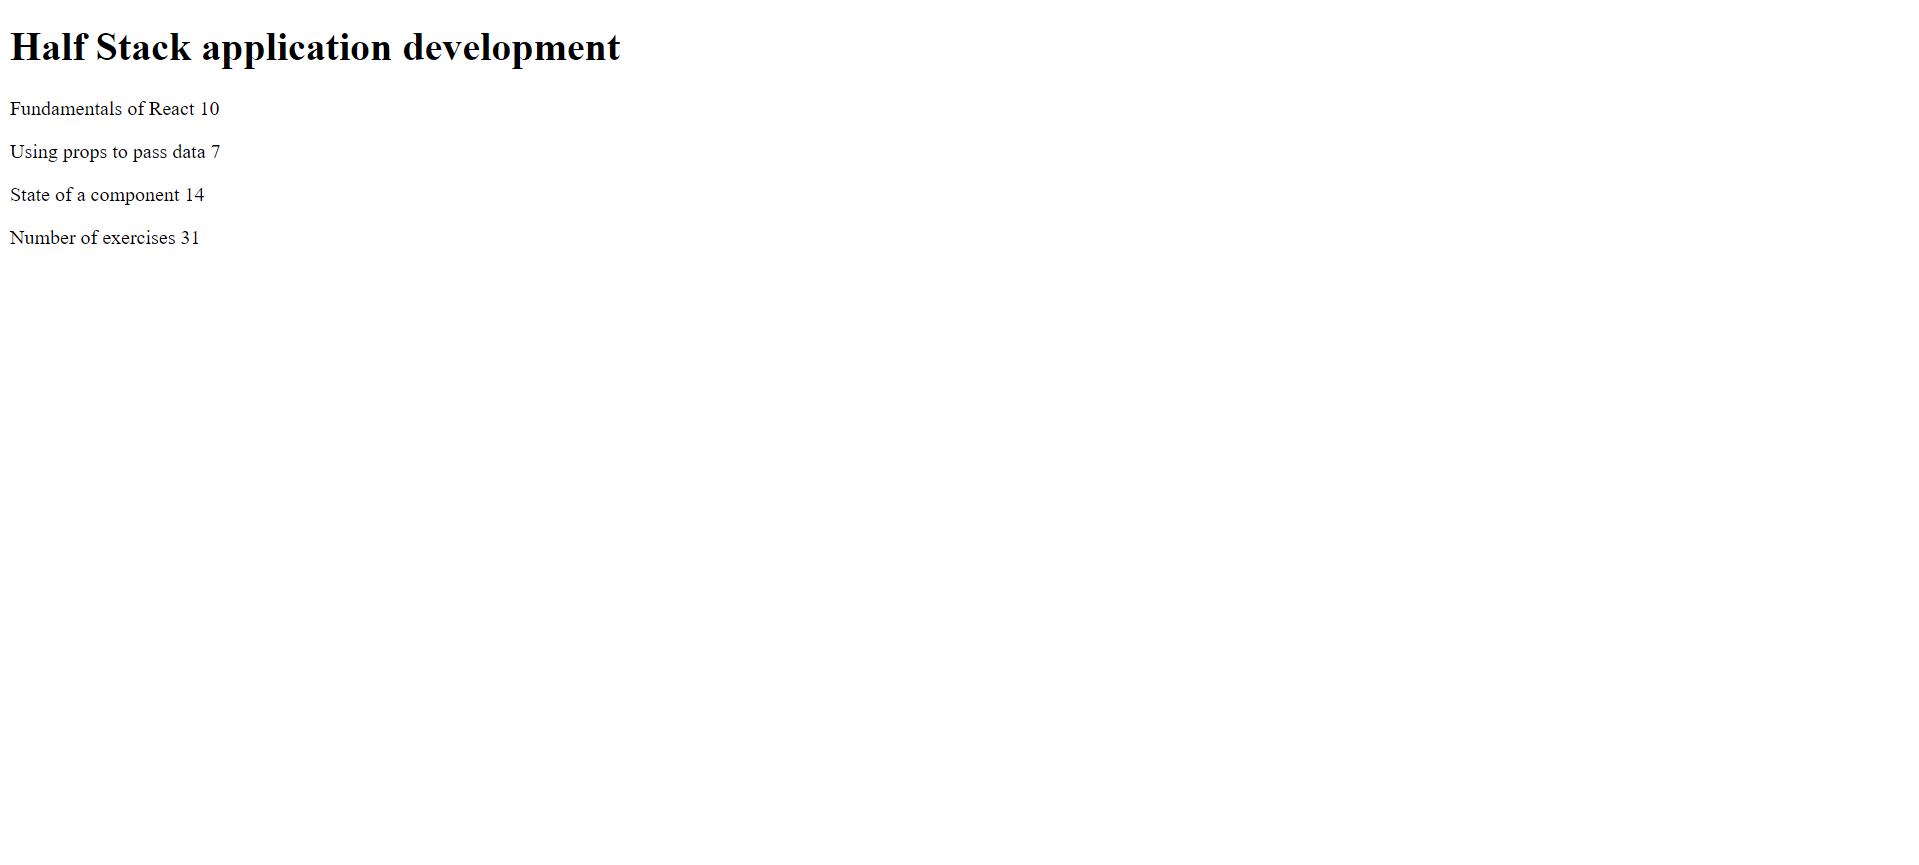 Half Stack application development
Fundamentals of React 10
Using props to pass data 7
State of a component 14
Number of exercises 31